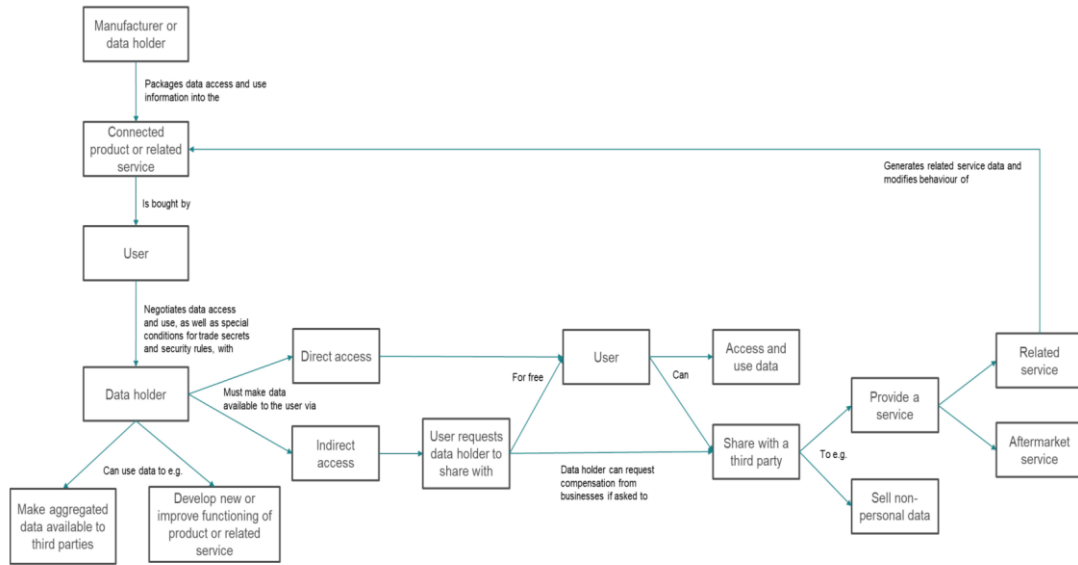 Manufacturer or
data holder
Packages data access and use
information into the
Connected
product or related
service
Generates related service data and
modifies behaviour of
Is bought by
User
Negotiates data access
and use, as well as special
conditions for trade secrets
and security rules, with
Data holder
Must make data
available to the user via
Direct access
Indirect
access
User requests
data holder to
share with
For free
User
Can
Access and
use data
Data holder can request
compensation from
businesses if asked to
Share with a
third party
To e.g.
Provide a
service
Sell non-
personal data
Related
service
Aftermarket
service
Can use data to e.g.
Make aggregated
data available to
third parties
Develop new or
improve functioning of
product or related
service